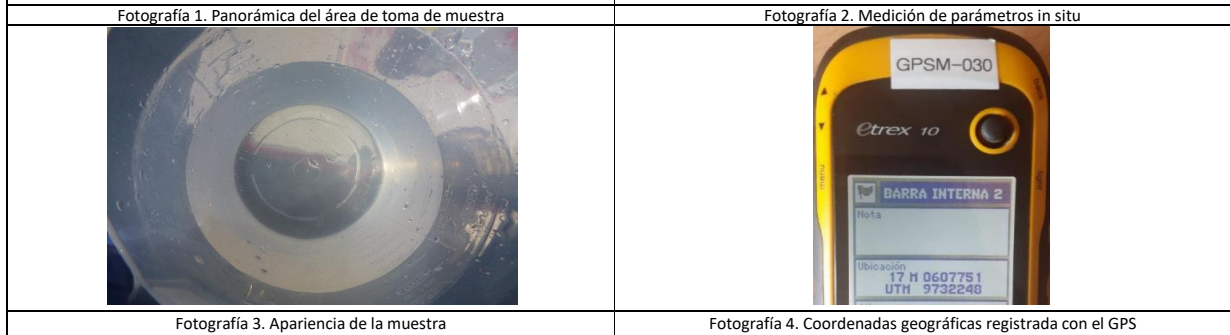 Fotografía 1. Panorámica del área de toma de muestra
Fotografía 2. Medición de parámetros in situ
GPSM-030
etrex 10
BARRA INTERNA 2
Nota
Ubicación
17 M 0607751
UTM 9732248
Fotografía 3. Apariencia de la muestra
Fotografía 4. Coordenadas geográficas registrada con el GPS